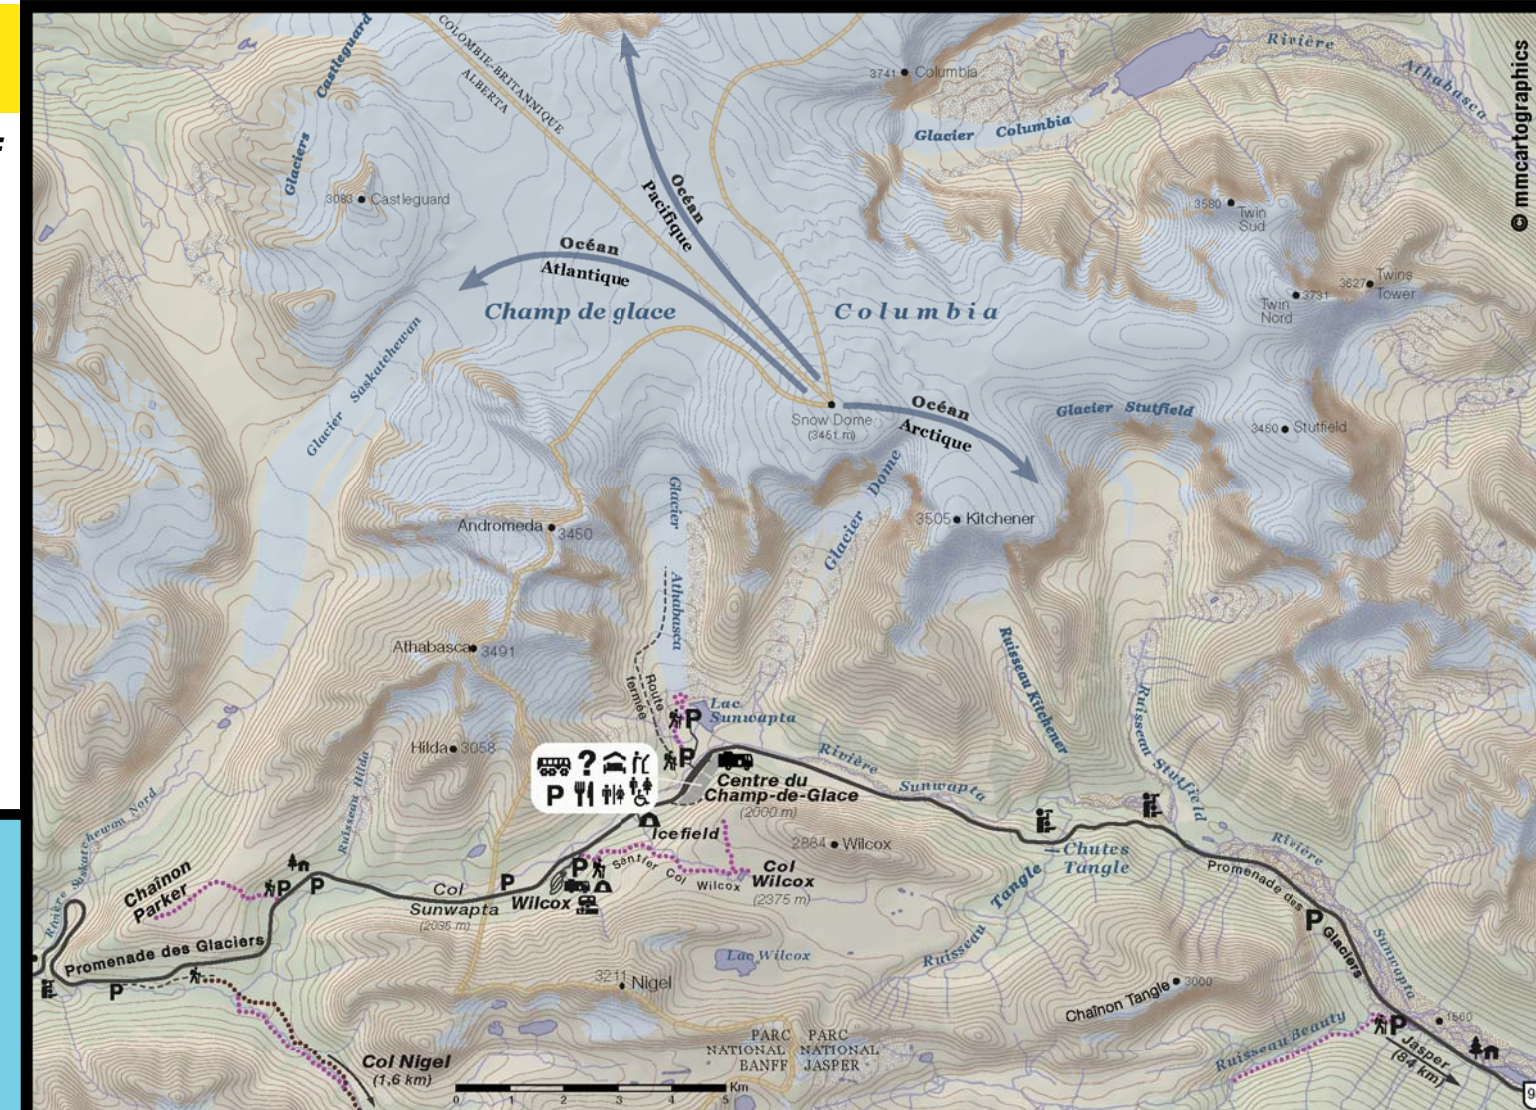 Castleguard
Glaciers
COLOMBIE-BRITANNIQUE
ALBERTA
3741 Columbia
Glacier Columbia
Rivière
Athabasca
© mmcartographics
3083 Castleguard
Océan
Pacifique
Océan
Atlantique
Champ de glace Columbia
3580
Twin
Sud
Twins
3627 Tower
3731
Twin
Nord
Glacier Saskatchewan
Snow Dome
(3451 m)
Océan
Arctique
Glacier Stutfield
3450 Stutfield
Glacier Dome
3505 Kitchener
Andromeda 3450
Glacier
Athabasca
Athabasca 3491
Route
fermée
Lac
Sunwapta
Ruisseau Kitchener
Ruisseau Stutfield
Hilda 3058
Ruisseau Hilda
?
P
P
P
Rivière Sunwapta
Centre du
Champ-de-Glace
(2000 m)
Icefield
2884 Wilcox
Chutes
Tangle
Rivière Saskatchewan Nord
Chaînon
Parker
P
P
Col
Sunwapta
(2035 m)
P
P
Wilcox
Sentier Col Wilcox
Col
Wilcox
(2375 m)
Ruisseau Tangle
Rivière
Sunwapta
Promenade des Glaciers
P
Promenade des Glaciers
P
Lac Wilcox
3211 Nigel
Chaînon Tangle 3000
Ruisseau Beauty
P
1560
Jasper
(84 km)
Col Nigel
(1,6 km)
PARC
NATIONAL
BANFF
PARC
NATIONAL
JASPER
Km
0 1 2 3 4 5
9